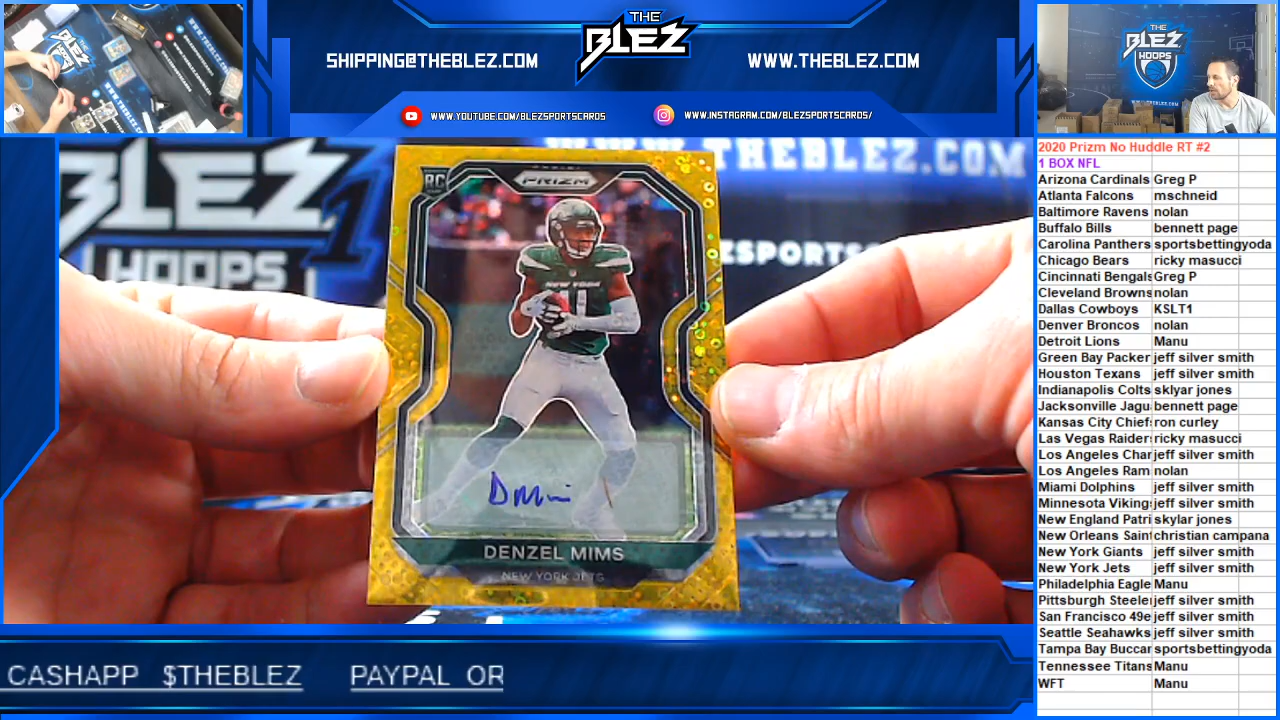 SHIPPING@THEBLEZ.COM
THE
BLEZ
WWW.THEBLEZ.COM
WWW.YOUTUBE.COM/BLEZSPORTSCARDS
WWW.INSTAGRAM.COM/BLEZSPORTSCARDS/
THE
BLEZ
HOOPS
BLEZ
HOOPS
WWW.THEBLEZ.COM
RC
PRIZM
NEW YORK
11
D Mi
DENZEL MIMS
NEW YORK JETS
CASHAPP $THEBLEZ PAYPAL OR
2020 Prizm No Huddle RT #2
1 BOX NFL
Arizona Cardinals Greg P
Atlanta Falcons mschneid
Baltimore Ravens nolan
Buffalo Bills bennett page
Carolina Panthers sportsbettingyoda
Chicago Bears ricky masucci
Cincinnati Bengals Greg P
Cleveland Browns nolan
Dallas Cowboys KSLT1
Denver Broncos nolan
Detroit Lions Manu
Green Bay Packer jeff silver smith
Houston Texans jeff silver smith
Indianapolis Colts sklyar jones
Jacksonville Jagu bennett page
Kansas City Chief ron curley
Las Vegas Raider ricky masucci
Los Angeles Char jeff silver smith
Los Angeles Ram nolan
Miami Dolphins jeff silver smith
Minnesota Viking jeff silver smith
New England Patri skylar jones
New Orleans Saint christian campana
New York Giants jeff silver smith
New York Jets jeff silver smith
Philadelphia Eagle Manu
Pittsburgh Steele jeff silver smith
San Francisco 49e jeff silver smith
Seattle Seahawks jeff silver smith
Tampa Bay Buccar sportsbettingyoda
Tennessee Titans Manu
WFT Manu